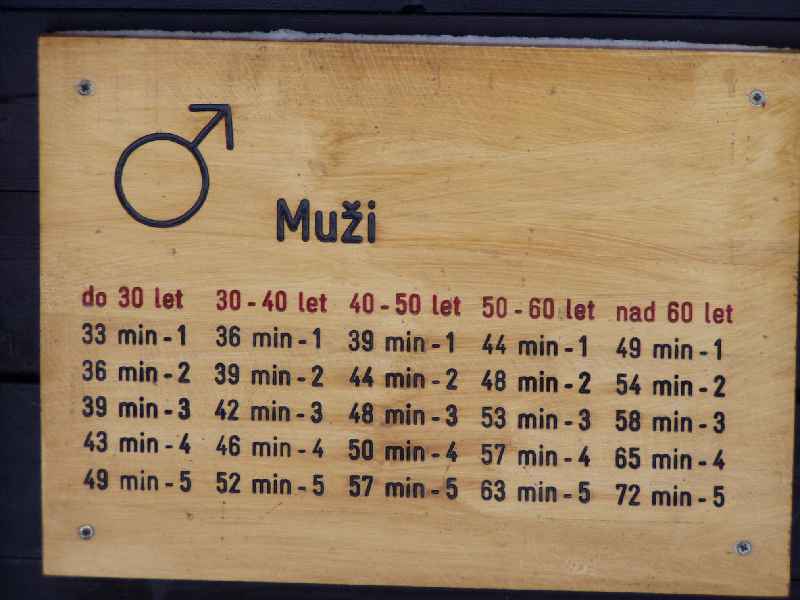 Muži
do 30 let 30-40 let 40-50 let 50-60 let nad 60 let
33 min-1 36 min-1 39 min-1 44 min-1 49 min-1
36 min-2 39 min-2 44 min-2 48 min-2 54 min-2
39 min-3 42 min-3 48 min-3 53 min-3 58 min-3
43 min-4 46 min-4 50 min-4 57 min-4 65 min-4
49 min-5 52 min-5 57 min-5 63 min-5 72 min-5